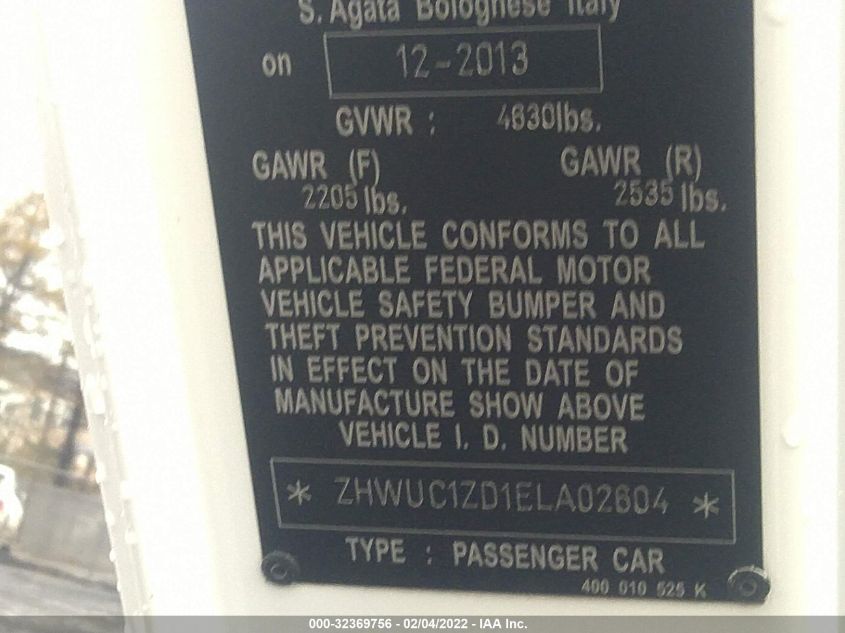 S. Agata Bolognese Italy
on 12-2013
GVWR : 4630lbs.
GAWR (F) GAWR (R)
2205 lbs. 2535 lbs.
THIS VEHICLE CONFORMS TO ALL
APPLICABLE FEDERAL MOTOR
VEHICLE SAFETY BUMPER AND
THEFT PREVENTION STANDARDS
IN EFFECT ON THE DATE OF
MANUFACTURE SHOW ABOVE
VEHICLE I. D. NUMBER
* ZHWUC1ZD1ELA02604 *
TYPE : PASSENGER CAR
400 010 525 K
000-32369756 - 02/04/2022 - IAA Inc.